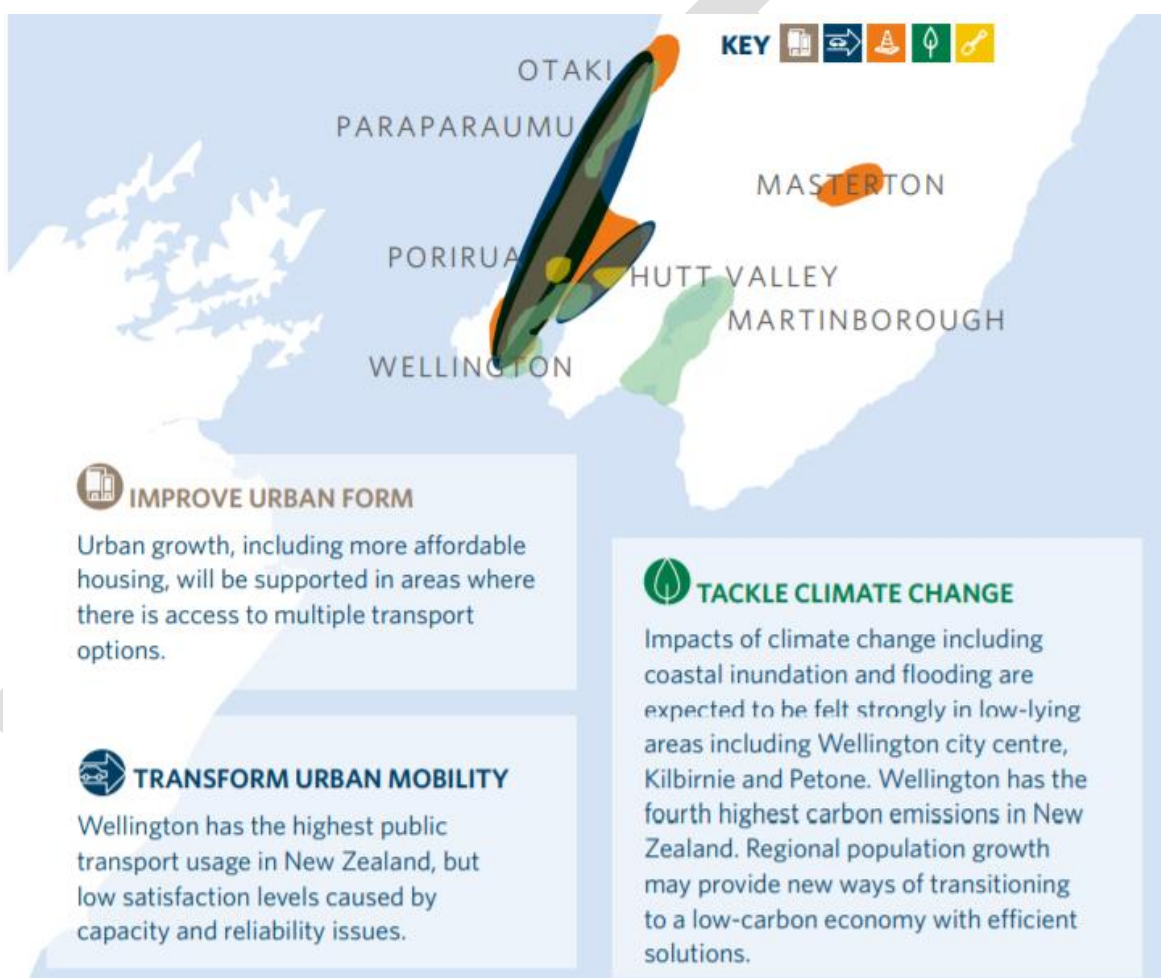 KEY
OTAKI
PARAPARAUMU
MASTERTON
PORIRUA
HUTT VALLEY
MARTINBOROUGH
WELLINGTON
IMPROVE URBAN FORM
Urban growth, including more affordable
housing, will be supported in areas where
there is access to multiple transport
options.
TRANSFORM URBAN MOBILITY
Wellington has the highest public
transport usage in New Zealand, but
low satisfaction levels caused by
capacity and reliability issues.
TACKLE CLIMATE CHANGE
Impacts of climate change including
coastal inundation and flooding are
expected to be felt strongly in low-lying
areas including Wellington city centre,
Kilbirnie and Petone. Wellington has the
fourth highest carbon emissions in New
Zealand. Regional population growth
may provide new ways of transitioning
to a low-carbon economy with efficient
solutions.